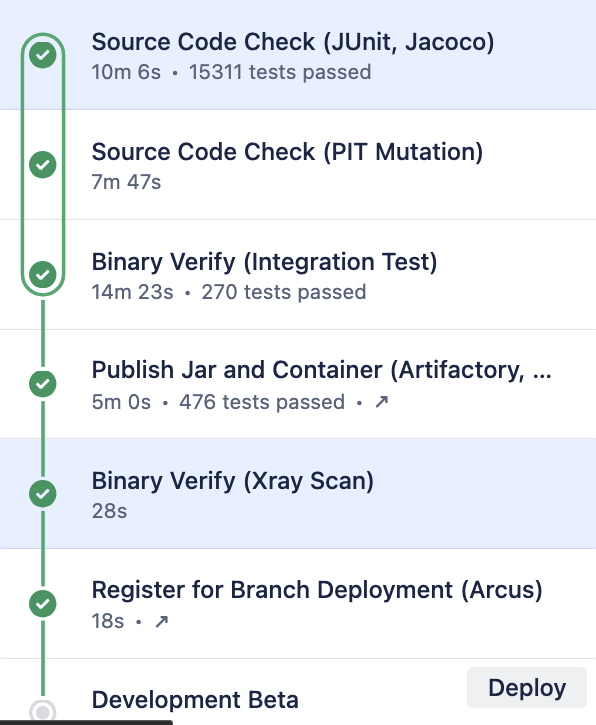 Source Code Check (JUnit, Jacoco)
10m 6s • 15311 tests passed
Source Code Check (PIT Mutation)
7m 47s
Binary Verify (Integration Test)
14m 23s • 270 tests passed
Publish Jar and Container (Artifactory, ...
5m 0s • 476 tests passed • ↗
Binary Verify (Xray Scan)
28s
Register for Branch Deployment (Arcus)
18s • ↗
Development Beta
Deploy